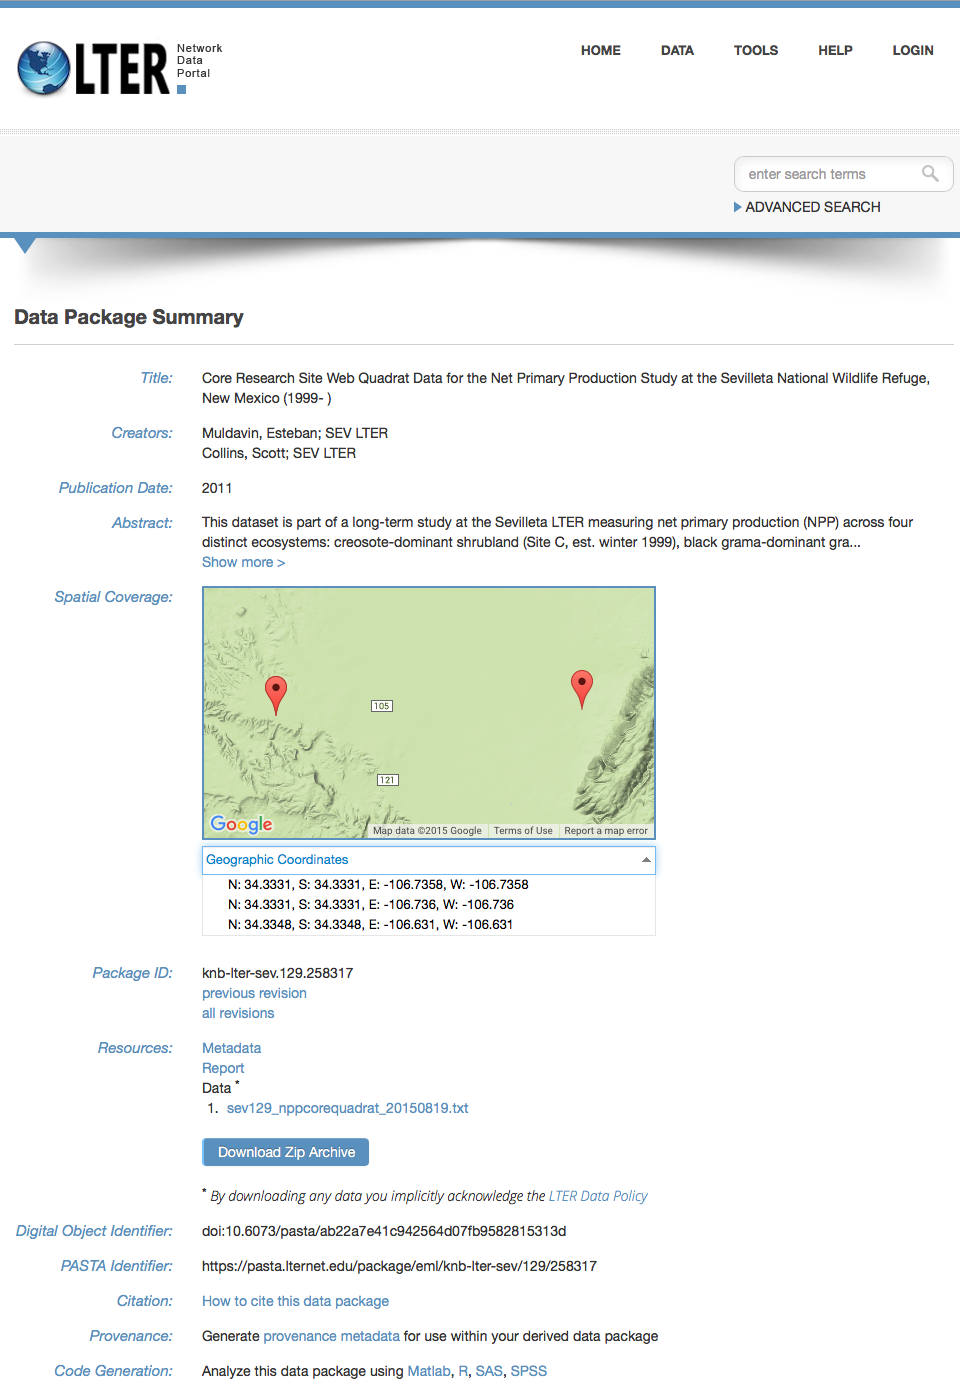 LTER
Network
Data
Portal
HOME DATA TOOLS HELP LOGIN
enter search terms
ADVANCED SEARCH
Data Package Summary
Title: Core Research Site Web Quadrat Data for the Net Primary Production Study at the Sevilleta National Wildlife Refuge,
New Mexico (1999- )
Creators: Muldavin, Esteban; SEV LTER
Collins, Scott; SEV LTER
Publication Date: 2011
Abstract: This dataset is part of a long-term study at the Sevilleta LTER measuring net primary production (NPP) across four
distinct ecosystems: creosote-dominant shrubland (Site C, est. winter 1999), black grama-dominant gra...
Show more >
Spatial Coverage:
105
121
Google
Map data ©2015 Google Terms of Use Report a map error
Geographic Coordinates
N: 34.3331, S: 34.3331, E: -106.7358, W: -106.7358
N: 34.3331, S: 34.3331, E: -106.736, W: -106.736
N: 34.3348, S: 34.3348, E: -106.631, W: -106.631
Package ID: knb-lter-sev.129.258317
previous revision
all revisions
Resources: Metadata
Report
Data *
1. sev129_nppcorequadrat_20150819.txt
Download Zip Archive
* By downloading any data you implicitly acknowledge the LTER Data Policy
Digital Object Identifier: doi:10.6073/pasta/ab22a7e41c942564d07fb9582815313d
PASTA Identifier: https://pasta.lternet.edu/package/eml/knb-lter-sev/129/258317
Citation: How to cite this data package
Provenance: Generate provenance metadata for use within your derived data package
Code Generation: Analyze this data package using Matlab, R, SAS, SPSS